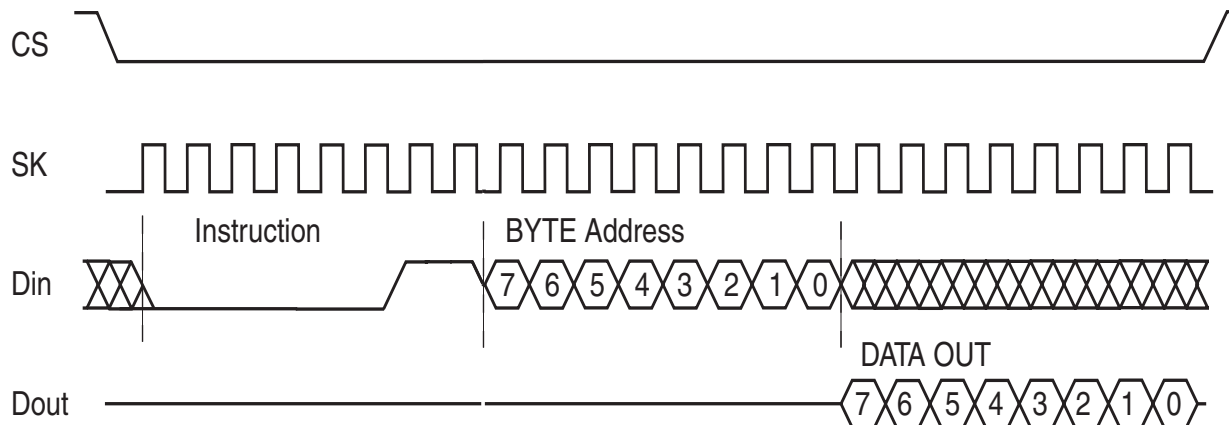 CS
SK
Instruction BYTE Address
Din 7 6 5 4 3 2 1 0
DATA OUT
Dout 7 6 5 4 3 2 1 0